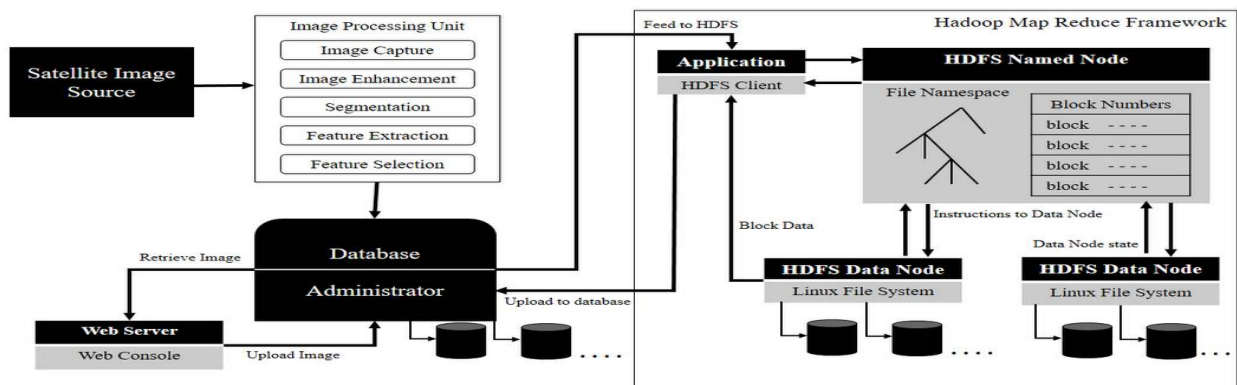 Satellite Image
Source
Image Processing Unit
Image Capture
Image Enhancement
Segmentation
Feature Extraction
Feature Selection
Database
Administrator
Retrieve Image
Web Server
Web Console
Upload Image
. . . .
Feed to HDFS
Upload to database
Hadoop Map Reduce Framework
Application
HDFS Client
HDFS Named Node
File Namespace
Block Numbers
block - - - -
block - - - -
block - - - -
block - - - -
Block Data
Instructions to Data Node
Data Node state
HDFS Data Node
Linux File System
. . . .
HDFS Data Node
Linux File System
. . . .